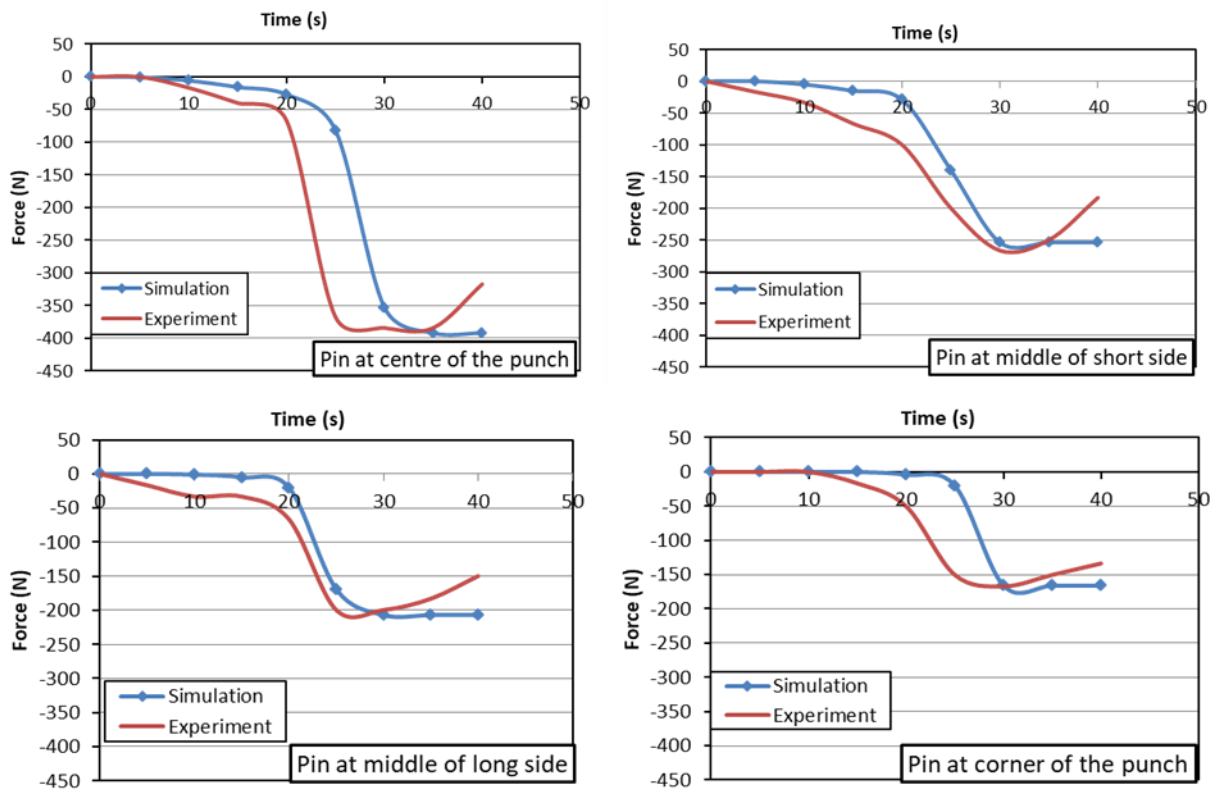 Time (s)
50
0
-50
-100
-150
-200
-250
-300
-350
-400
-450
0 10 20 30 40 50
Force (N)
Simulation
Experiment
Pin at centre of the punch
Time (s)
50
0
-50
-100
-150
-200
-250
-300
-350
-400
-450
0 10 20 30 40 50
Force (N)
Simulation
Experiment
Pin at middle of short side
Time (s)
50
0
-50
-100
-150
-200
-250
-300
-350
-400
-450
0 10 20 30 40 50
Force (N)
Simulation
Experiment
Pin at middle of long side
Time (s)
50
0
-50
-100
-150
-200
-250
-300
-350
-400
-450
0 10 20 30 40 50
Force (N)
Simulation
Experiment
Pin at corner of the punch